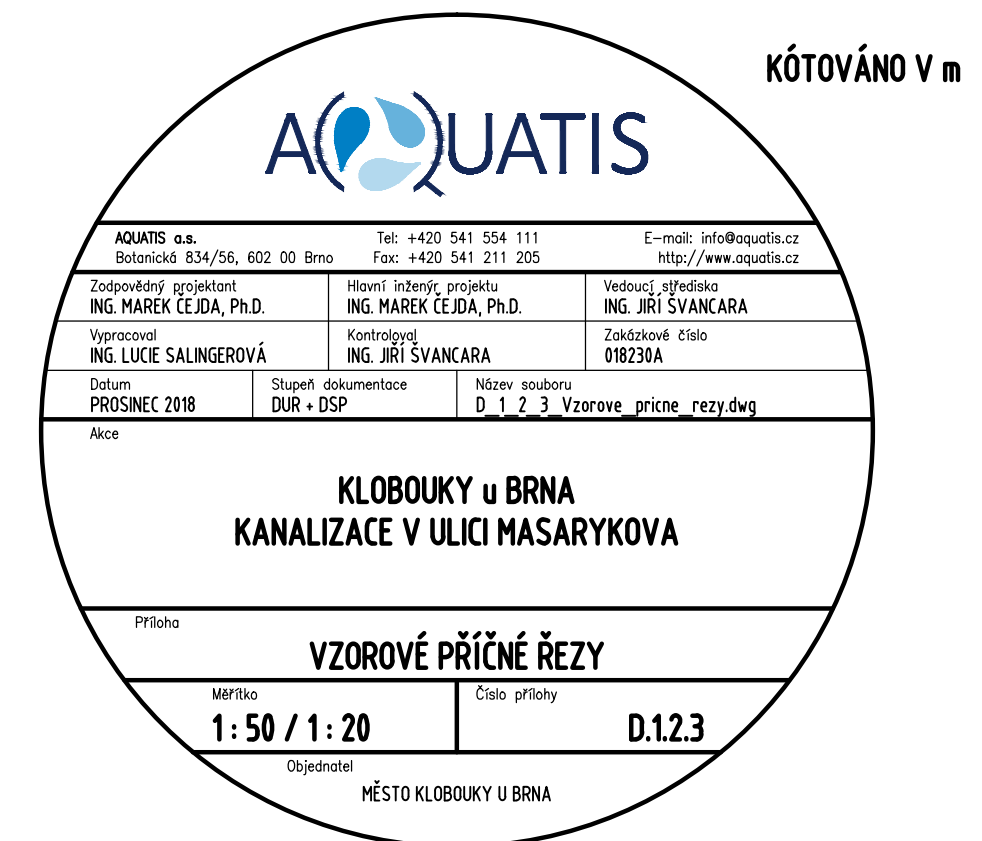 KÓTOVÁNO V m
AQUATIS
AQUATIS a.s. Tel: +420 541 554 111 E-mail: info@aquatis.cz
Botanická 834/56, 602 00 Brno Fax: +420 541 211 205 http://www.aquatis.cz
Zodpovědný projektant Hlavní inženýr projektu Vedoucí střediska
ING. MAREK ČEJDA, Ph.D. ING. MAREK ČEJDA, Ph.D. ING. JIŘÍ ŠVANCARA
Vypracoval Kontroloval Zakázkové číslo
ING. LUCIE SALINGEROVÁ ING. JIŘÍ ŠVANCARA 018230A
Datum Stupeň dokumentace Název souboru
PROSINEC 2018 DUR + DSP D_1_2_3_Vzorove_pricne_rezy.dwg
Akce
KLOBOUKY u BRNA
KANALIZACE V ULICI MASARYKOVA
Příloha
VZOROVÉ PŘÍČNÉ ŘEZY
Měřítko Číslo přílohy
1 : 50 / 1 : 20 D.1.2.3
Objednatel
MĚSTO KLOBOUKY U BRNA